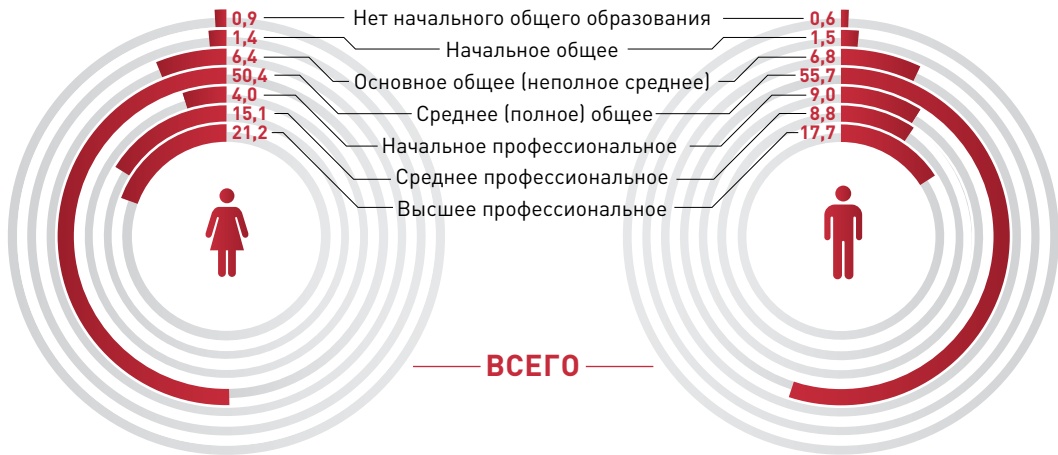 0,9 Нет начального общего образования 0,6
1,4 Начальное общее 1,5
6,4 Основное общее (неполное среднее) 6,8
50,4 Среднее (полное) общее 55,7
4,0 Начальное профессиональное 9,0
15,1 Среднее профессиональное 8,8
21,2 Высшее профессиональное 17,7
ВСЕГО